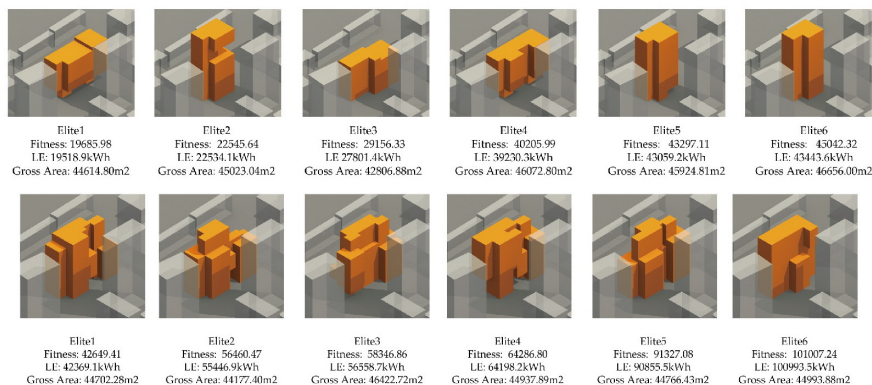 Elite1 Elite2 Elite3 Elite4 Elite5 Elite6
Fitness: 19685.98 Fitness: 22545.64 Fitness: 29156.33 Fitness: 40205.99 Fitness: 43297.11 Fitness: 45042.32
LE: 19518.9kWh LE: 22534.1kWh LE 27801.4kWh LE: 39230.3kWh LE: 43059.2kWh LE: 43443.6kWh
Gross Area: 44614.80m2 Gross Area: 45023.04m2 Gross Area: 42806.88m2 Gross Area: 46072.80m2 Gross Area: 45924.81m2 Gross Area: 46656.00m2
Elite1 Elite2 Elite3 Elite4 Elite5 Elite6
Fitness: 42649.41 Fitness: 56460.47 Fitness: 58346.86 Fitness: 64286.80 Fitness: 91327.08 Fitness: 101007.24
LE: 42369.1kWh LE: 55446.9kWh LE: 56558.7kWh LE: 64198.2kWh LE: 90855.5kWh LE: 100993.5kWh
Gross Area: 44702.28m2 Gross Area: 44177.40m2 Gross Area: 46422.72m2 Gross Area: 44937.89m2 Gross Area: 44766.43m2 Gross Area: 44993.88m2